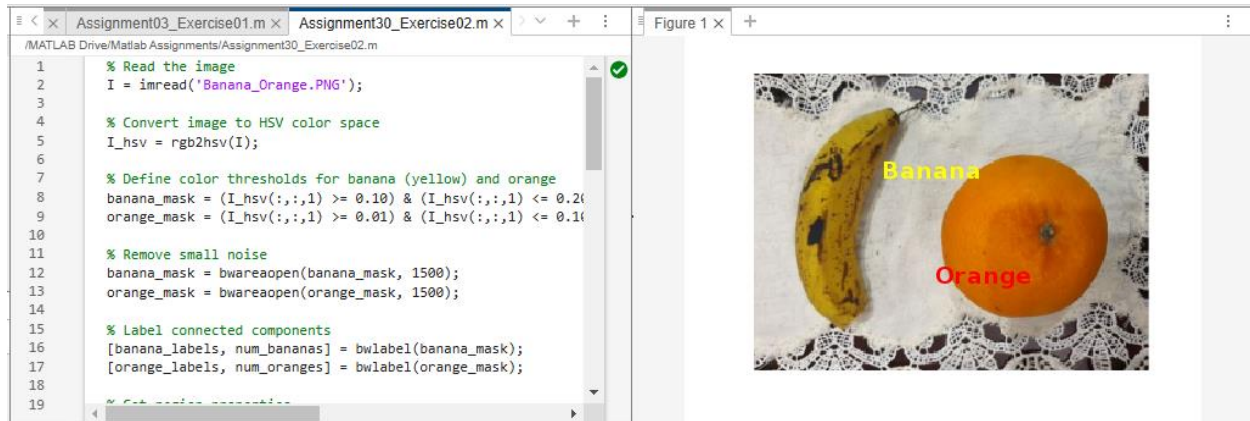 Assignment03_Exercise01.m × Assignment30_Exercise02.m ×
/MATLAB Drive/Matlab Assignments/Assignment30_Exercise02.m
1 % Read the image
2 I = imread('Banana_Orange.PNG');
3
4 % Convert image to HSV color space
5 I_hsv = rgb2hsv(I);
6
7 % Define color thresholds for banana (yellow) and orange
8 banana_mask = (I_hsv(:,:,1) >= 0.10) & (I_hsv(:,:,1) <= 0.20
9 orange_mask = (I_hsv(:,:,1) >= 0.01) & (I_hsv(:,:,1) <= 0.10
10
11 % Remove small noise
12 banana_mask = bwareaopen(banana_mask, 1500);
13 orange_mask = bwareaopen(orange_mask, 1500);
14
15 % Label connected components
16 [banana_labels, num_bananas] = bwlabel(banana_mask);
17 [orange_labels, num_oranges] = bwlabel(orange_mask);
18
19
Figure 1 ×
Banana
Orange